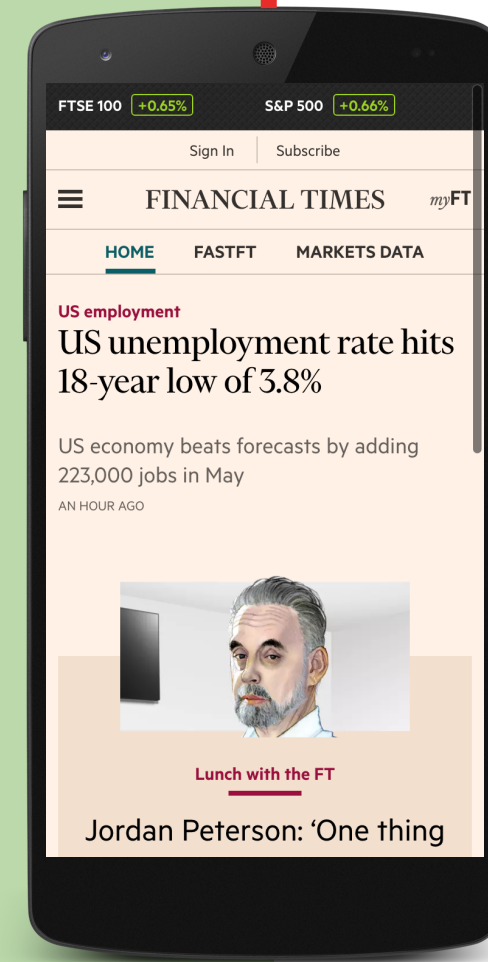 FTSE 100 +0.65% S&P 500 +0.66%
Sign In Subscribe
FINANCIAL TIMES myFT
HOME FASTFT MARKETS DATA
US employment
US unemployment rate hits
18-year low of 3.8%
US economy beats forecasts by adding
223,000 jobs in May
AN HOUR AGO
Lunch with the FT
Jordan Peterson: ‘One thing